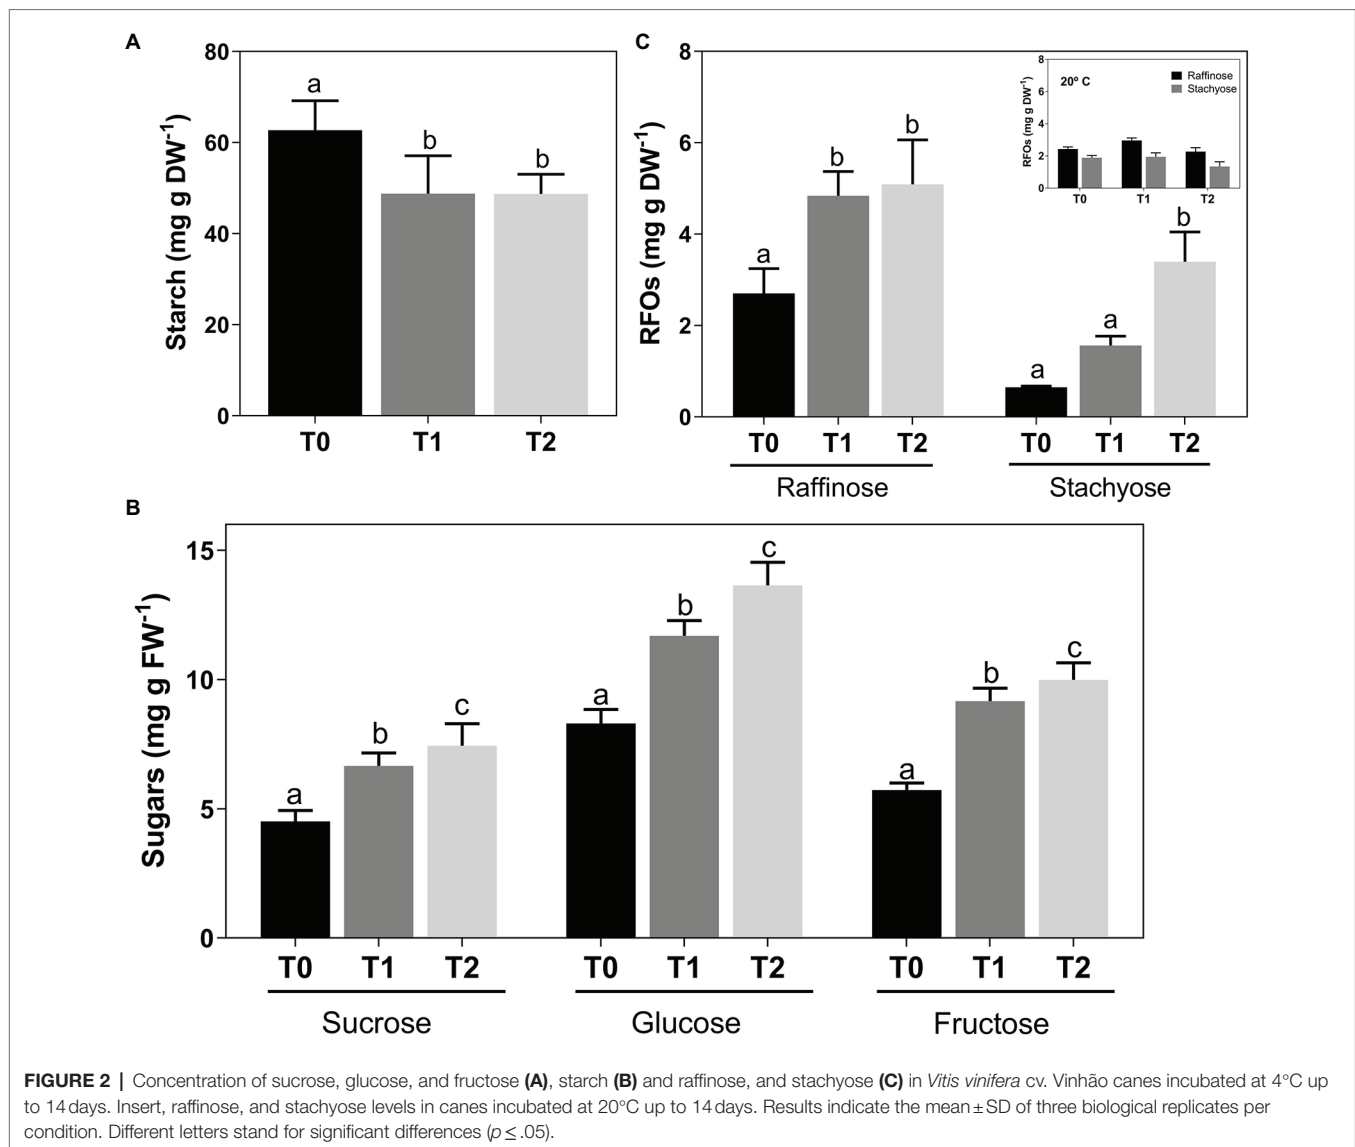 A
80
60
40
20
0
Starch (mg g DW⁻¹)
a
b
b
T0 T1 T2
C
8
6
4
2
0
RFOs (mg g DW⁻¹)
a
b
b
a
a
b
T0 T1 T2 T0 T1 T2
Raffinose Stachyose
8
6
4
2
0
RFOs (mg g DW⁻¹)
20º C
Raffinose
Stachyose
T0 T1 T2
B
15
10
5
0
Sugars (mg g FW⁻¹)
a
b
c
a
b
c
a
b
c
T0 T1 T2 T0 T1 T2 T0 T1 T2
Sucrose Glucose Fructose
FIGURE 2 | Concentration of sucrose, glucose, and fructose (A), starch (B) and raffinose, and stachyose (C) in Vitis vinifera cv. Vinhão canes incubated at 4°C up
to 14 days. Insert, raffinose, and stachyose levels in canes incubated at 20°C up to 14 days. Results indicate the mean ± SD of three biological replicates per
condition. Different letters stand for significant differences (p ≤ .05).